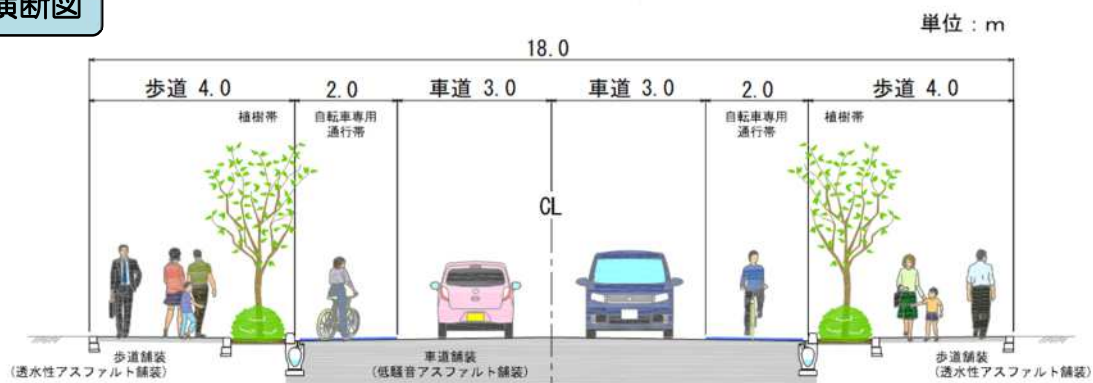 横断図
単位：m
18.0
歩道 4.0
2.0
車道 3.0
車道 3.0
2.0
歩道 4.0
植樹帯
自転車専用
通行帯
自転車専用
通行帯
植樹帯
CL
歩道舗装
(透水性アスファルト舗装)
車道舗装
(低騒音アスファルト舗装)
歩道舗装
(透水性アスファルト舗装)